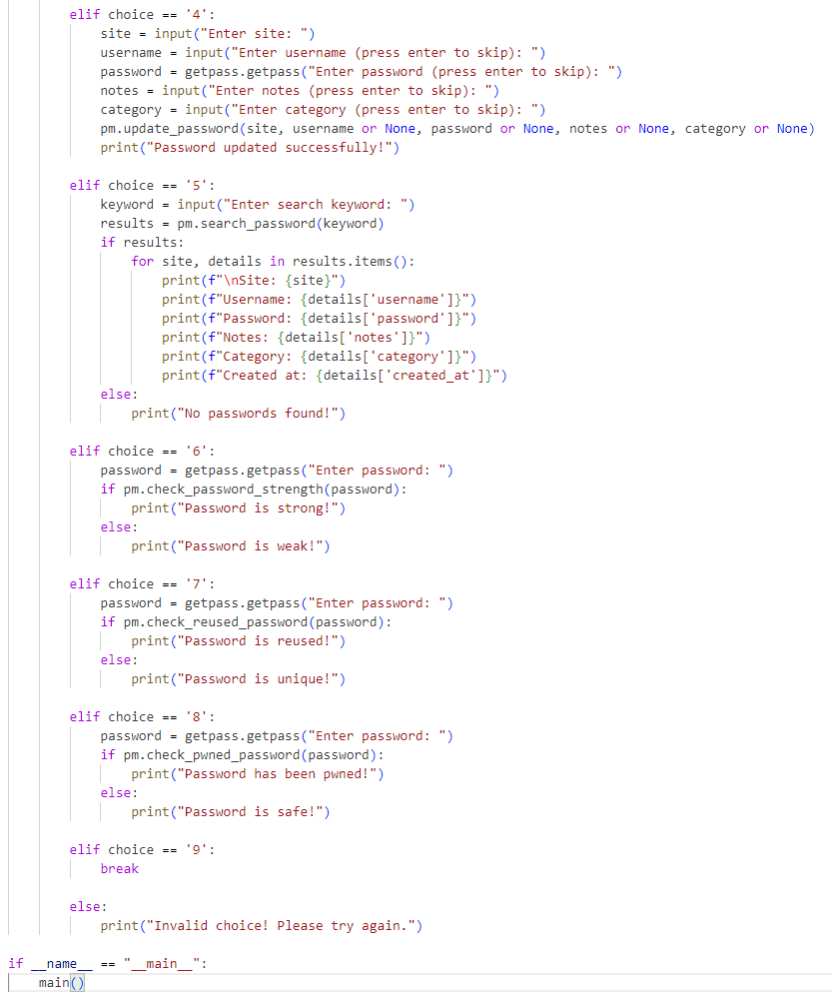 elif choice == '4':
    site = input("Enter site: ")
    username = input("Enter username (press enter to skip): ")
    password = getpass.getpass("Enter password (press enter to skip): ")
    notes = input("Enter notes (press enter to skip): ")
    category = input("Enter category (press enter to skip): ")
    pm.update_password(site, username or None, password or None, notes or None, category or None)
    print("Password updated successfully!")

elif choice == '5':
    keyword = input("Enter search keyword: ")
    results = pm.search_password(keyword)
    if results:
        for site, details in results.items():
            print(f"\nSite: {site}")
            print(f"Username: {details['username']}")
            print(f"Password: {details['password']}")
            print(f"Notes: {details['notes']}")
            print(f"Category: {details['category']}")
            print(f"Created at: {details['created_at']}")
    else:
        print("No passwords found!")

elif choice == '6':
    password = getpass.getpass("Enter password: ")
    if pm.check_password_strength(password):
        print("Password is strong!")
    else:
        print("Password is weak!")

elif choice == '7':
    password = getpass.getpass("Enter password: ")
    if pm.check_reused_password(password):
        print("Password is reused!")
    else:
        print("Password is unique!")

elif choice == '8':
    password = getpass.getpass("Enter password: ")
    if pm.check_pwned_password(password):
        print("Password has been pwned!")
    else:
        print("Password is safe!")

elif choice == '9':
    break

else:
    print("Invalid choice! Please try again.")

if __name__ == "__main__":
    main()